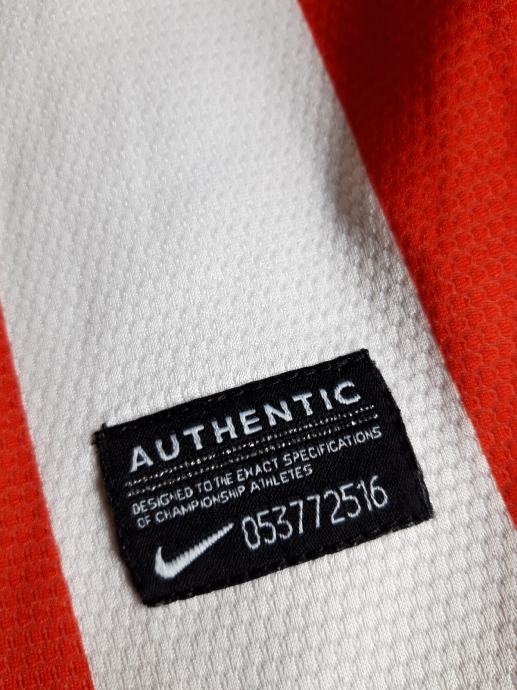 AUTHENTIC
DESIGNED TO THE EXACT SPECIFICATIONS
OF CHAMPIONSHIP ATHLETES
053772516